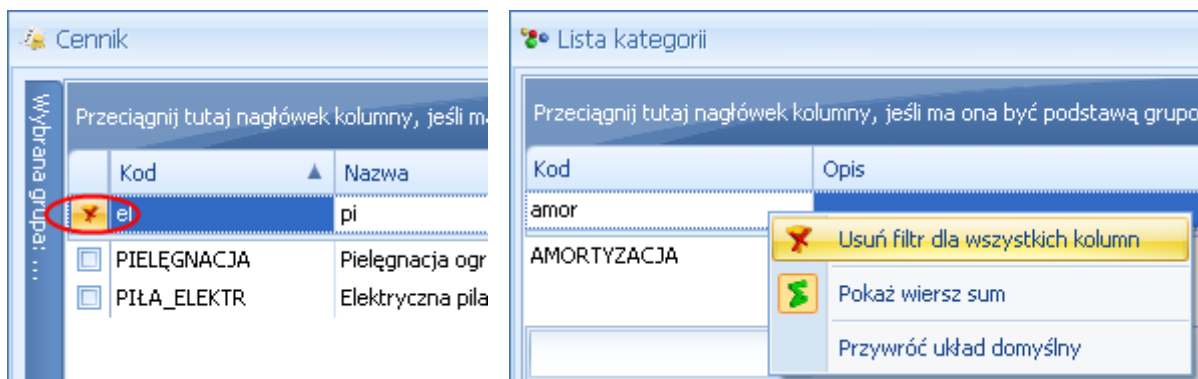 Cennik
Wybrana grupa: ...
Przeciągnij tutaj nagłówek kolumny, jeśli
Kod Nazwa
el pi
PIELĘGNACJA Pielęgnacja ogr
PIŁA_ELEKTR Elektryczna pila
Lista kategorii
Przeciągnij tutaj nagłówek kolumny, jeśli ma ona być podstawą grupo
Kod Opis
amor
AMORTYZACJA
Usuń filtr dla wszystkich kolumn
Pokaż wiersz sum
Przywróć układ domyślny